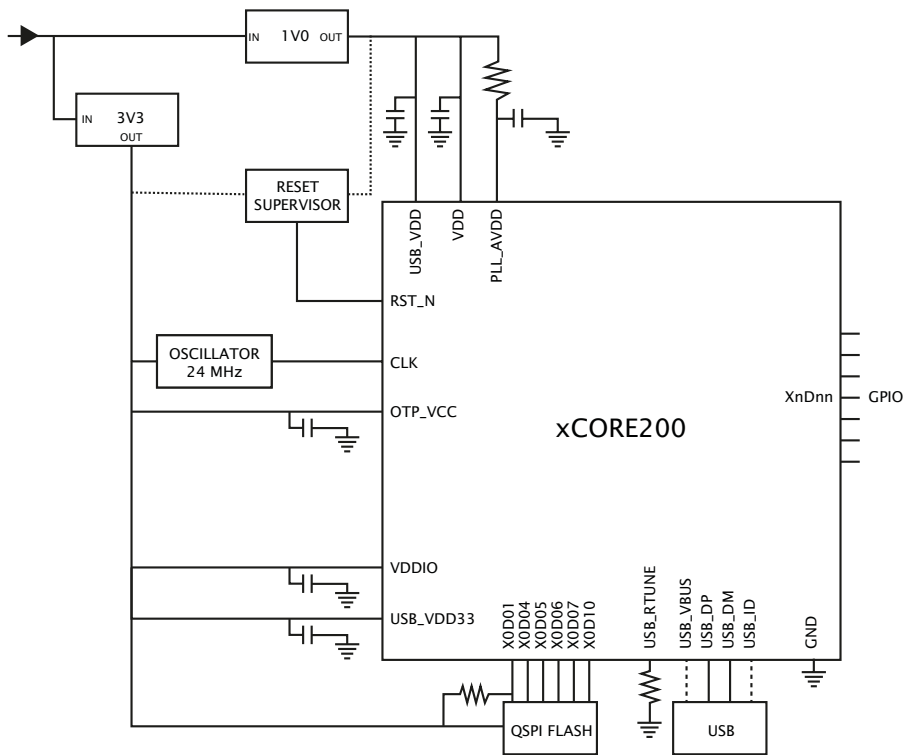 IN 1V0 OUT
IN 3V3
OUT
RESET
SUPERVISOR
USB_VDD
VDD
PLL_AVDD
RST_N
OSCILLATOR
24 MHz
CLK
XnDnn
GPIO
OTP_VCC
xCORE200
VDDIO
USB_VDD33
X0D01
X0D04
X0D05
X0D06
X0D07
X0D10
USB_RTUNE
USB_VBUS
USB_DP
USB_DM
USB_ID
GND
QSPI FLASH
USB